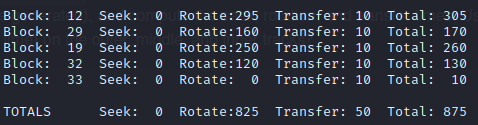 Block:  12  Seek:  0  Rotate:295  Transfer: 10  Total: 305
Block:  29  Seek:  0  Rotate:160  Transfer: 10  Total: 170
Block:  19  Seek:  0  Rotate:250  Transfer: 10  Total: 260
Block:  32  Seek:  0  Rotate:120  Transfer: 10  Total: 130
Block:  33  Seek:  0  Rotate:  0  Transfer: 10  Total:  10
TOTALS      Seek:  0  Rotate:825  Transfer: 50  Total: 875